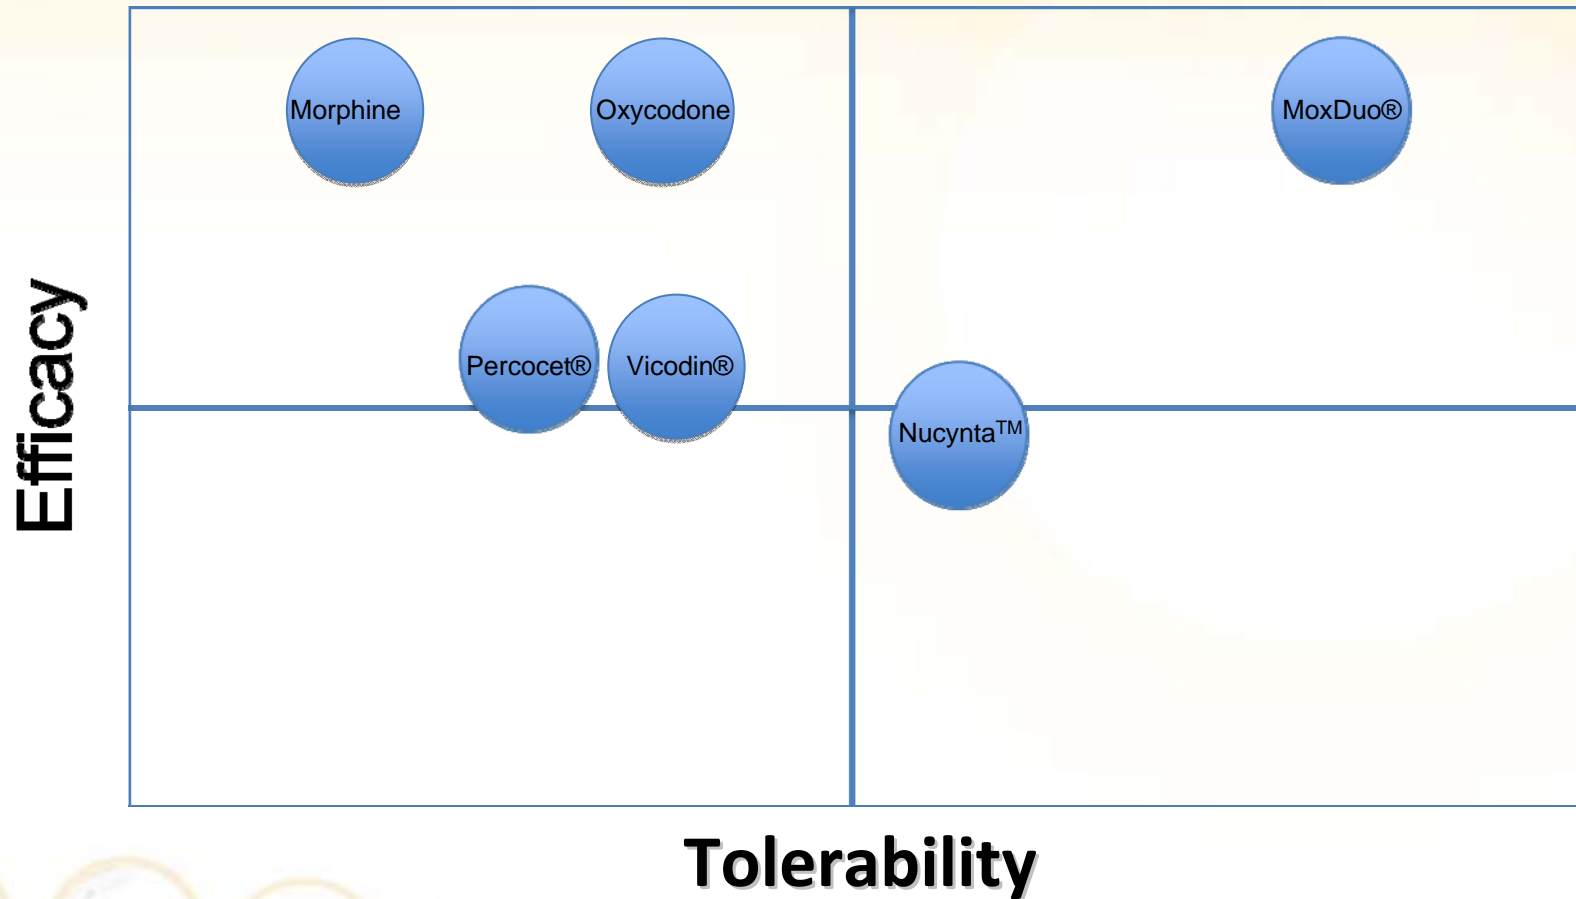 Morphine
Oxycodone
MoxDuo®
Percocet®
Vicodin®
Nucynta™
Efficacy
Tolerability